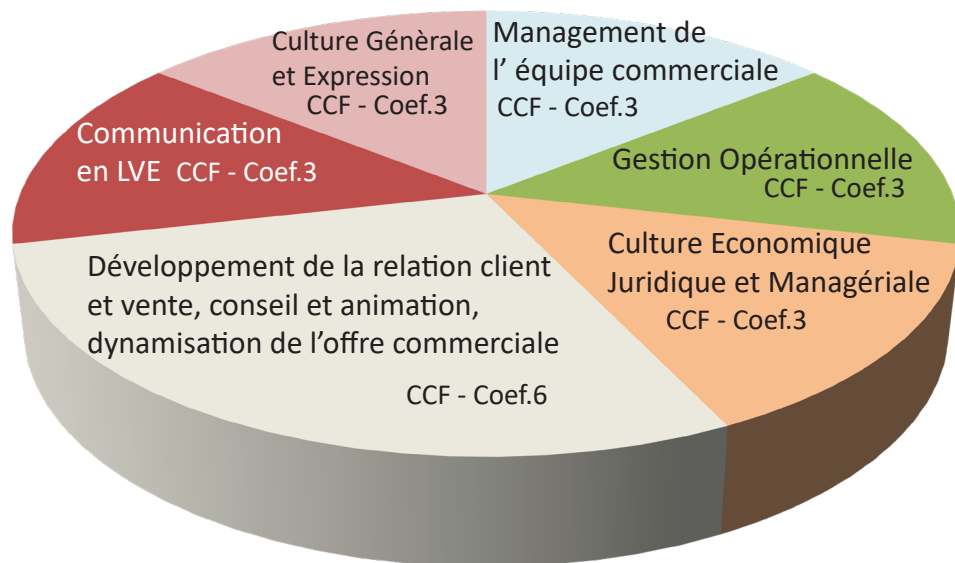 Culture Génèrale
et Expression
CCF - Coef.3
Management de
l' équipe commerciale
CCF - Coef.3
Communication
en LVE CCF - Coef.3
Gestion Opérationnelle
CCF - Coef.3
Culture Economique
Juridique et Managériale
CCF - Coef.3
Développement de la relation client
et vente, conseil et animation,
dynamisation de l’offre commerciale
CCF - Coef.6